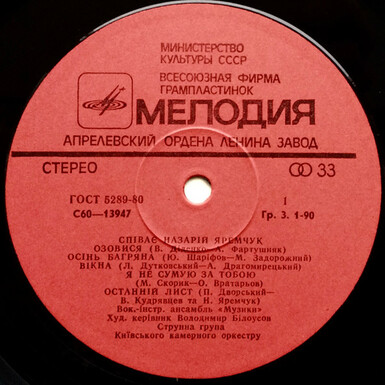 МИНИСТЕРСТВО
КУЛЬТУРЫ СССР
ВСЕСОЮЗНАЯ ФИРМА
ГРАМПЛАСТИНОК
МЕЛОДИЯ
АПРЕЛЕВСКИЙ ОРДЕНА ЛЕНИНА ЗАВОД
СТЕРЕО 33
ГОСТ 5289-80 I
С60—13947 Гр. 3. 1-90
СПІВАЄ НАЗАРІЙ ЯРЕМЧУК
ОЗОВИСЯ (В. Діденко—А. Фартушняк)
ОСІНЬ БАГРЯНА (Ю. Шаріфов—М. Задорожний)
ВІКНА (Л. Дутковський—А. Драгомирецький)
Я НЕ СУМУЮ ЗА ТОБОЮ
(М. Скорик—О. Вратарьов)
ОСТАННІЙ ЛИСТ (П. Дворський—
В. Кудрявцев та Н. Яремчук)
Вок.-інстр. ансамбль «Музики»
Худ. керівник Володимир Білоусов
Струнна група
Київського камерного оркестру